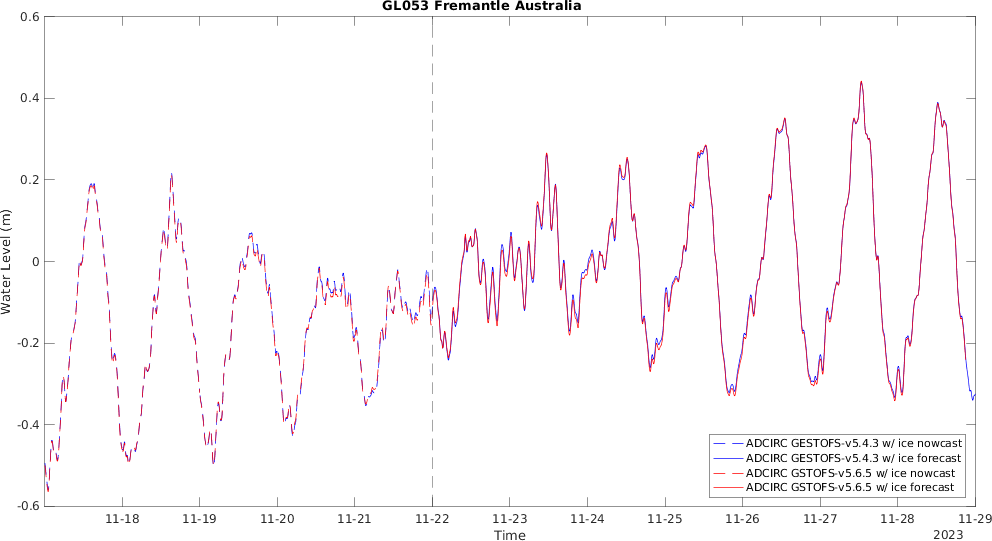 GL053 Fremantle Australia
0.6
0.4
0.2
0
-0.2
-0.4
-0.6
Water Level (m)
11-18
11-19
11-20
11-21
11-22
11-23
11-24
11-25
11-26
11-27
11-28
11-29
Time
2023
ADCIRC GESTOFS-v5.4.3 w/ ice nowcast
ADCIRC GESTOFS-v5.4.3 w/ ice forecast
ADCIRC GSTOFS-v5.6.5 w/ ice nowcast
ADCIRC GSTOFS-v5.6.5 w/ ice forecast